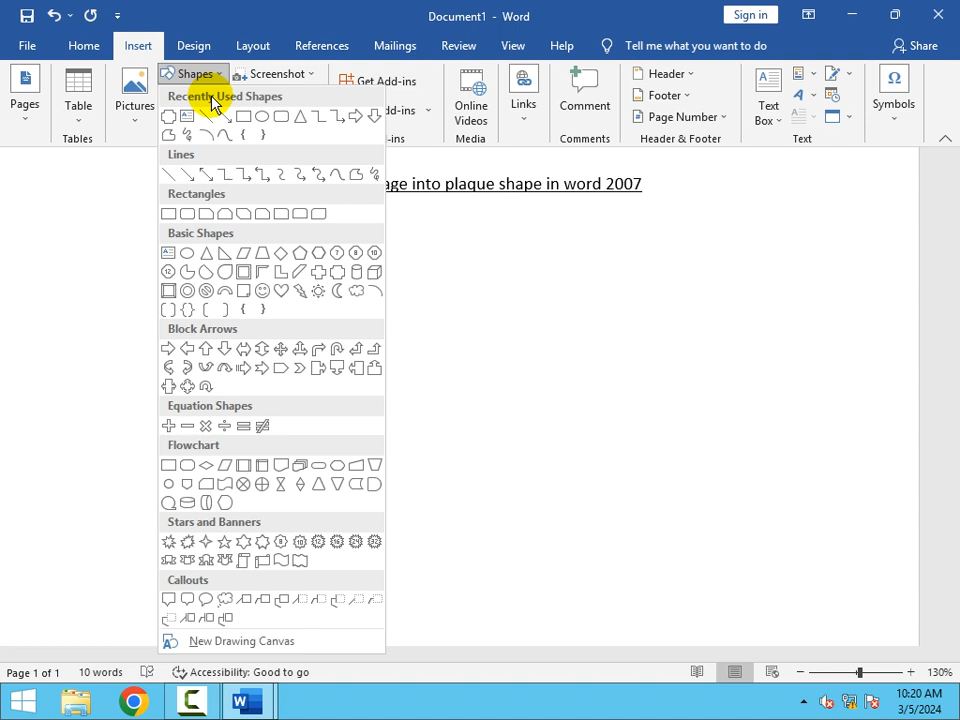 Document1 - Word
Sign in
File Home Insert Design Layout References Mailings Review View Help Tell me what you want to do Share
Pages
Table
Tables
Pictures
Shapes
Screenshot
Get Add-ins
dd-ins
ins
Online
Videos
Media
Links
Comment
Comments
Header
Footer
Page Number
Text
Box
Text
Symbols
Recently Used Shapes
Lines
Rectangles
Basic Shapes
Block Arrows
Equation Shapes
Flowchart
Stars and Banners
Callouts
New Drawing Canvas
age into plaque shape in word 2007
Page 1 of 1 10 words Accessibility: Good to go 130%
10:20 AM
3/5/2024